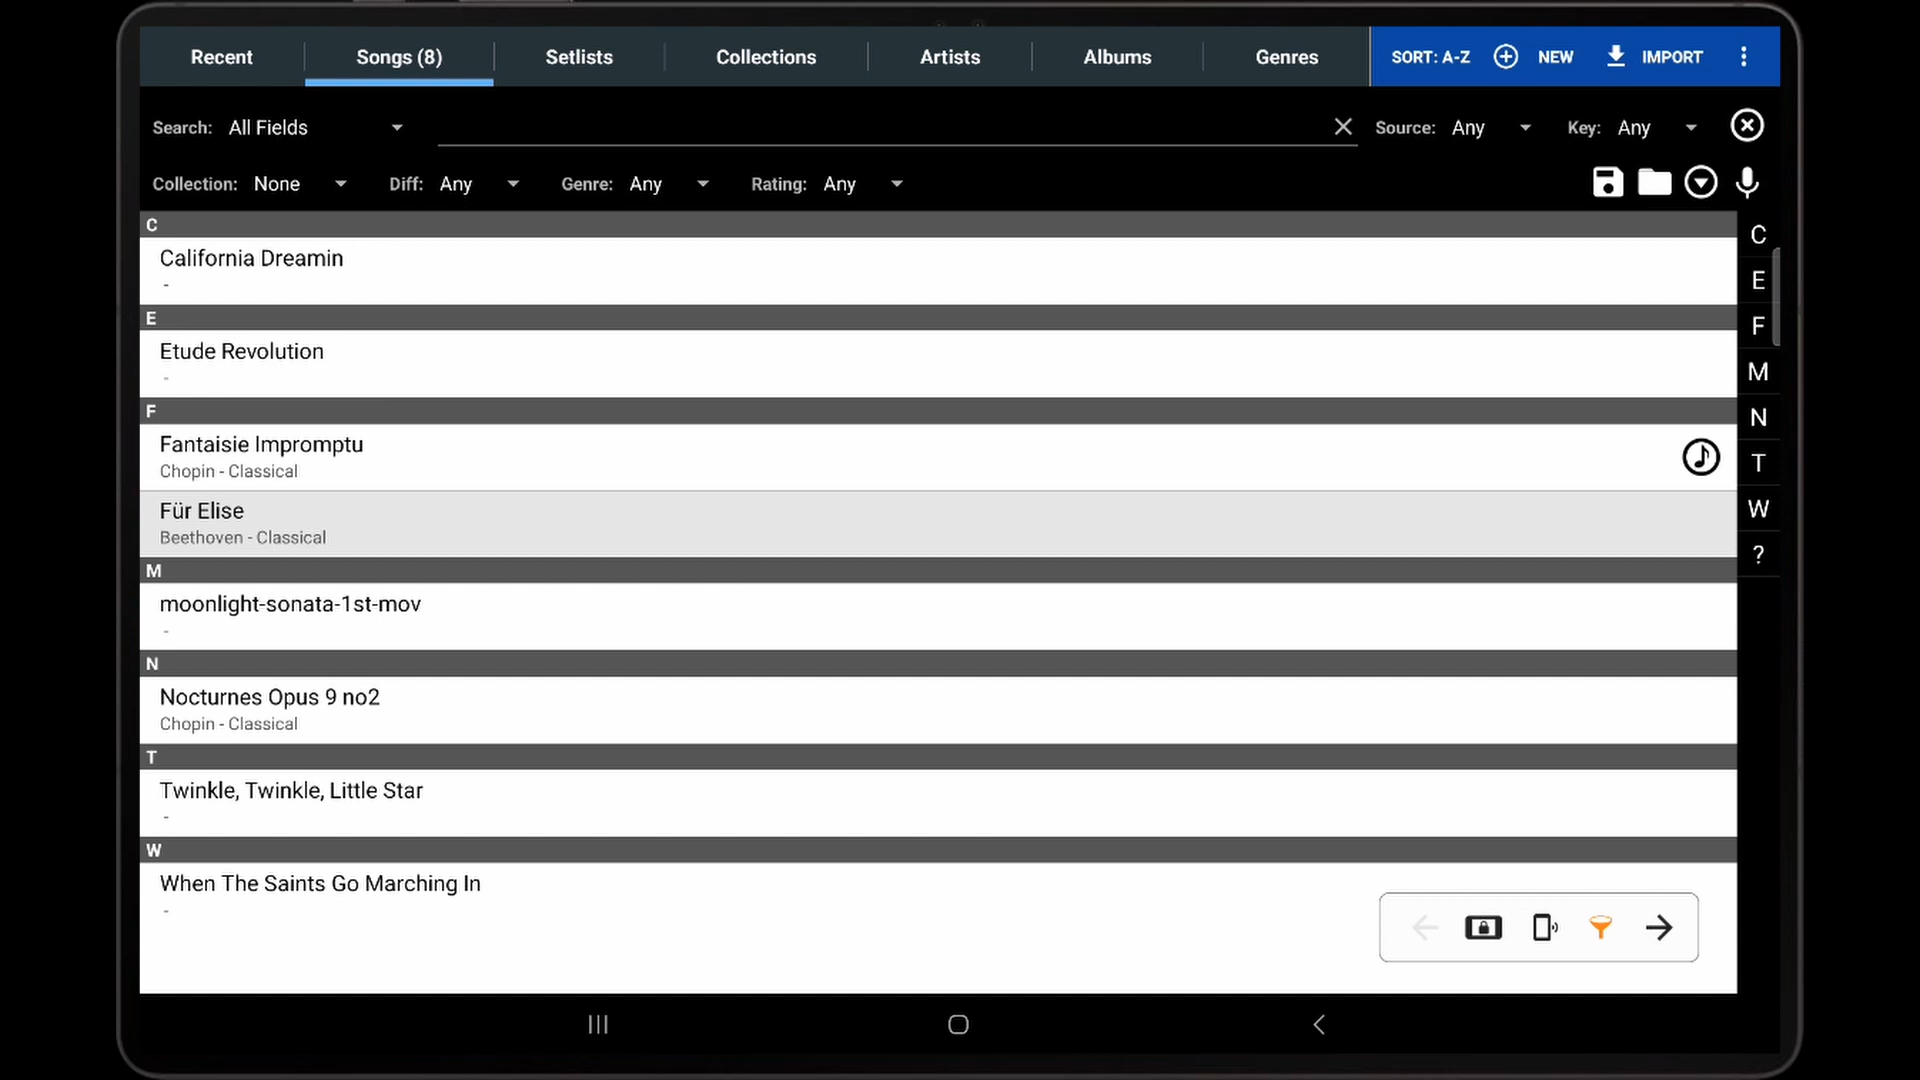 Recent Songs (8) Setlists Collections Artists Albums Genres SORT: A-Z NEW IMPORT
Search: All Fields Source: Any Key: Any
Collection: None Diff: Any Genre: Any Rating: Any
C
California Dreamin
-
E
Etude Revolution
-
F
Fantaisie Impromptu
Chopin - Classical
Für Elise
Beethoven - Classical
M
moonlight-sonata-1st-mov
-
N
Nocturnes Opus 9 no2
Chopin - Classical
T
Twinkle, Twinkle, Little Star
-
W
When The Saints Go Marching In
-
C
E
F
M
N
T
W
?